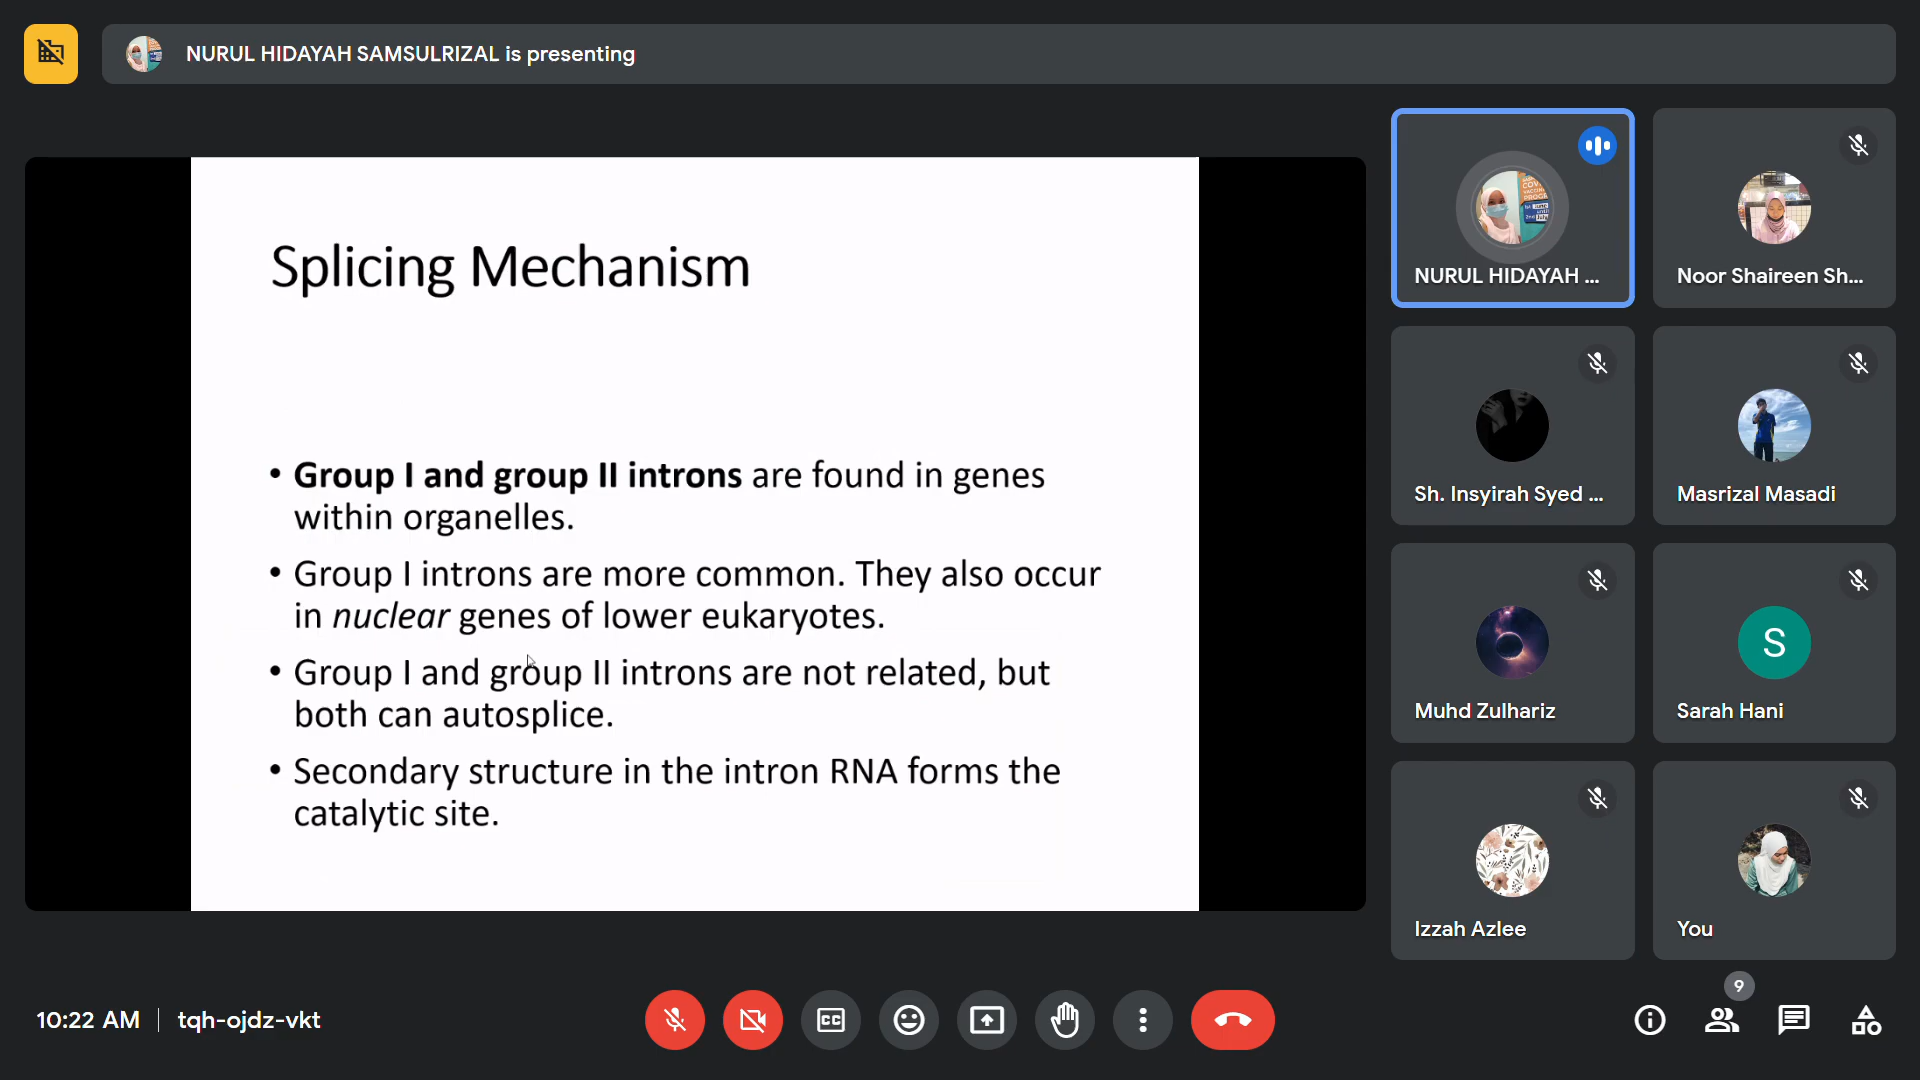 NURUL HIDAYAH SAMSULRIZAL is presenting
Splicing Mechanism
• Group I and group II introns are found in genes
within organelles.
• Group I introns are more common. They also occur
in nuclear genes of lower eukaryotes.
• Group I and group II introns are not related, but
both can autosplice.
• Secondary structure in the intron RNA forms the
catalytic site.
NURUL HIDAYAH ...
Noor Shaireen Sh...
Sh. Insyirah Syed ...
Masrizal Masadi
Muhd Zulhariz
S
Sarah Hani
Izzah Azlee
You
10:22 AM | tqh-ojdz-vkt
CC
9